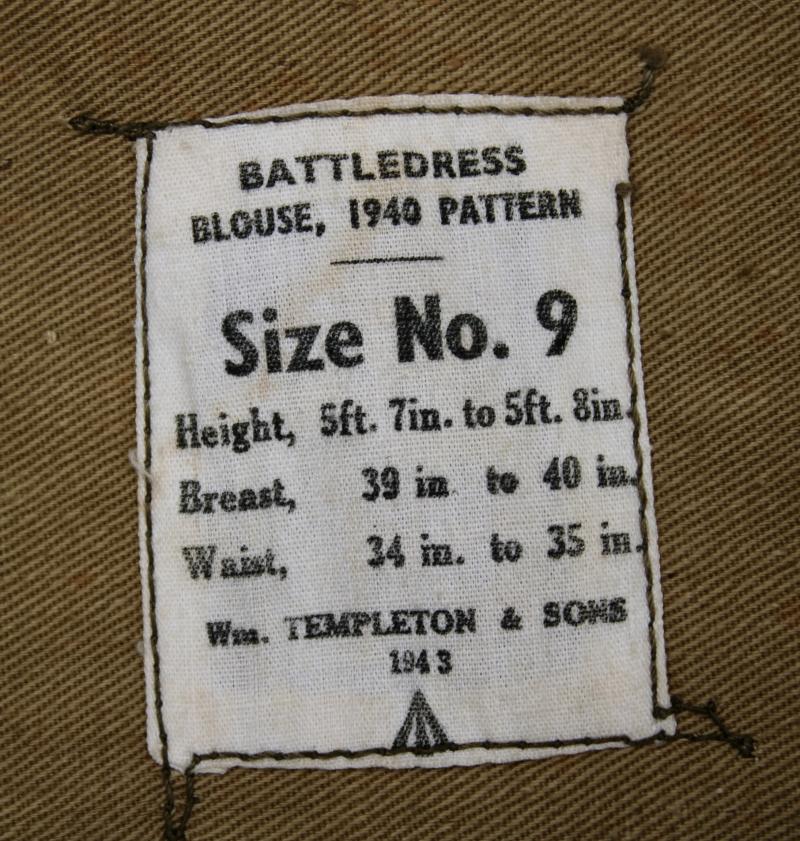 BATTLEDRESS
BLOUSE, 1940 PATTERN
Size No. 9
Height, 5ft. 7in. to 5ft. 8in.
Breast, 39 in to 40 in.
Waist, 34 in. to 35 in.
Wm. TEMPLETON & SONS
1943